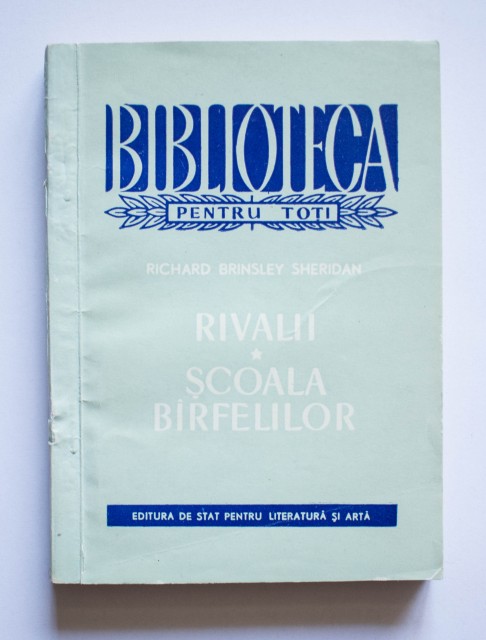 BIBLIOTECA
PENTRU TOȚI
RICHARD BRINSLEY SHERIDAN
RIVALII
★
ȘCOALA
BÎRFELILOR
EDITURA DE STAT PENTRU LITERATURĂ ȘI ARTĂ